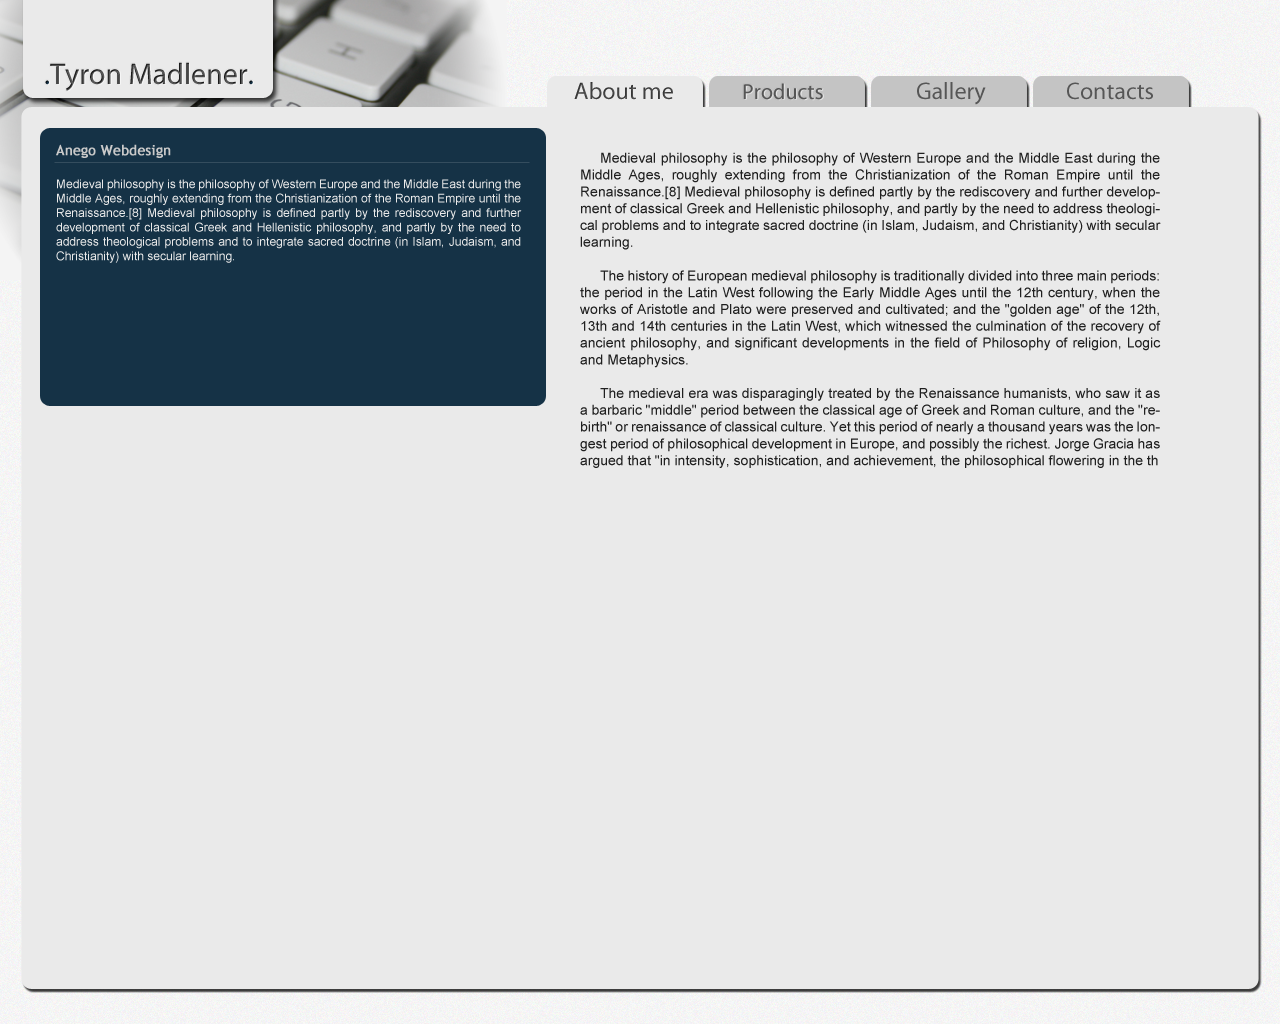 .Tyron Madlener.
About me
Products
Gallery
Contacts
Anego Webdesign
Medieval philosophy is the philosophy of Western Europe and the Middle East during the
Middle Ages, roughly extending from the Christianization of the Roman Empire until the
Renaissance.[8] Medieval philosophy is defined partly by the rediscovery and further
development of classical Greek and Hellenistic philosophy, and partly by the need to
address theological problems and to integrate sacred doctrine (in Islam, Judaism, and
Christianity) with secular learning.
Medieval philosophy is the philosophy of Western Europe and the Middle East during the
Middle Ages, roughly extending from the Christianization of the Roman Empire until the
Renaissance.[8] Medieval philosophy is defined partly by the rediscovery and further develop-
ment of classical Greek and Hellenistic philosophy, and partly by the need to address theologi-
cal problems and to integrate sacred doctrine (in Islam, Judaism, and Christianity) with secular
learning.
The history of European medieval philosophy is traditionally divided into three main periods:
the period in the Latin West following the Early Middle Ages until the 12th century, when the
works of Aristotle and Plato were preserved and cultivated; and the "golden age" of the 12th,
13th and 14th centuries in the Latin West, which witnessed the culmination of the recovery of
ancient philosophy, and significant developments in the field of Philosophy of religion, Logic
and Metaphysics.
The medieval era was disparagingly treated by the Renaissance humanists, who saw it as
a barbaric "middle" period between the classical age of Greek and Roman culture, and the "re-
birth" or renaissance of classical culture. Yet this period of nearly a thousand years was the lon-
gest period of philosophical development in Europe, and possibly the richest. Jorge Gracia has
argued that "in intensity, sophistication, and achievement, the philosophical flowering in the th